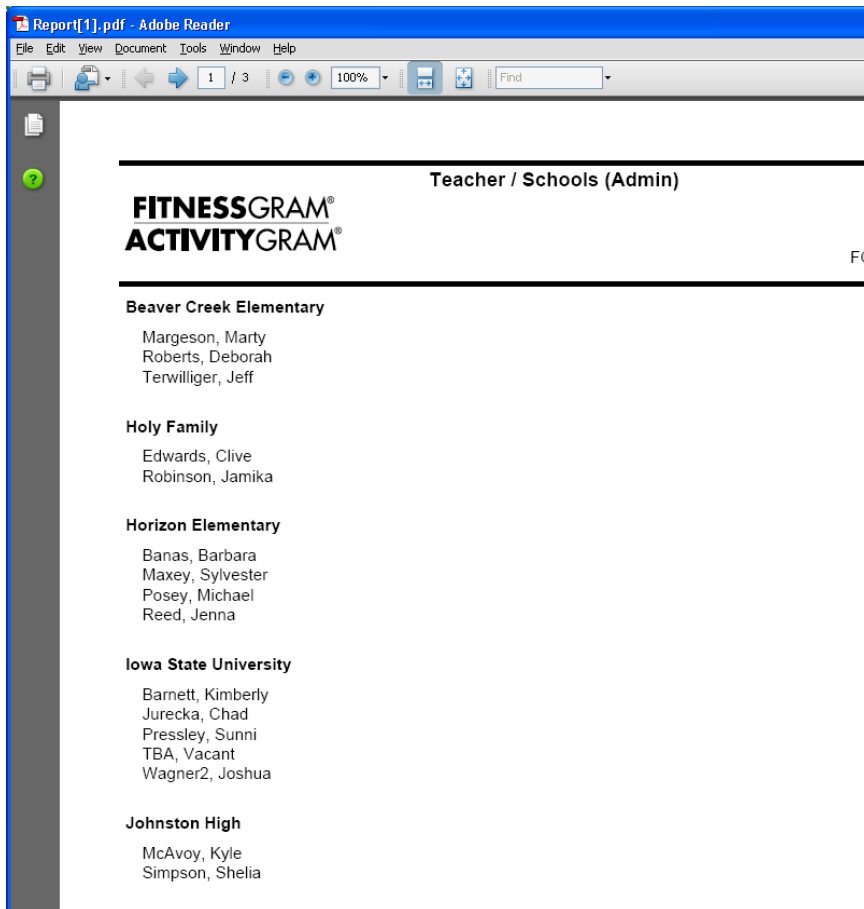 Report[1].pdf - Adobe Reader
File Edit View Document Tools Window Help
1 / 3 100% Find
?
Teacher / Schools (Admin)
FITNESSGRAM®
ACTIVITYGRAM®
Beaver Creek Elementary
Margeson, Marty
Roberts, Deborah
Terwilliger, Jeff
Holy Family
Edwards, Clive
Robinson, Jamika
Horizon Elementary
Banas, Barbara
Maxey, Sylvester
Posey, Michael
Reed, Jenna
Iowa State University
Barnett, Kimberly
Jurecka, Chad
Pressley, Sunni
TBA, Vacant
Wagner2, Joshua
Johnston High
McAvoy, Kyle
Simpson, Shelia